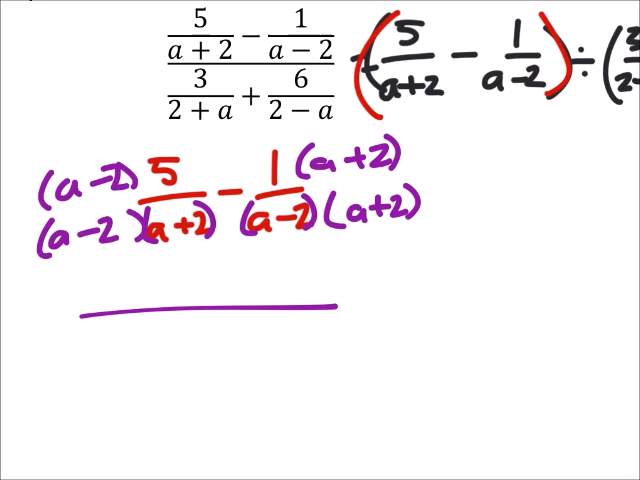 5/(a + 2) − 1/(a − 2)
3/(2 + a) + 6/(2 − a)
(5/(a+2) − 1/(a−2)) ÷ (
(a−2) 5 − 1 (a+2)
(a−2)(a+2) (a−2)(a+2)